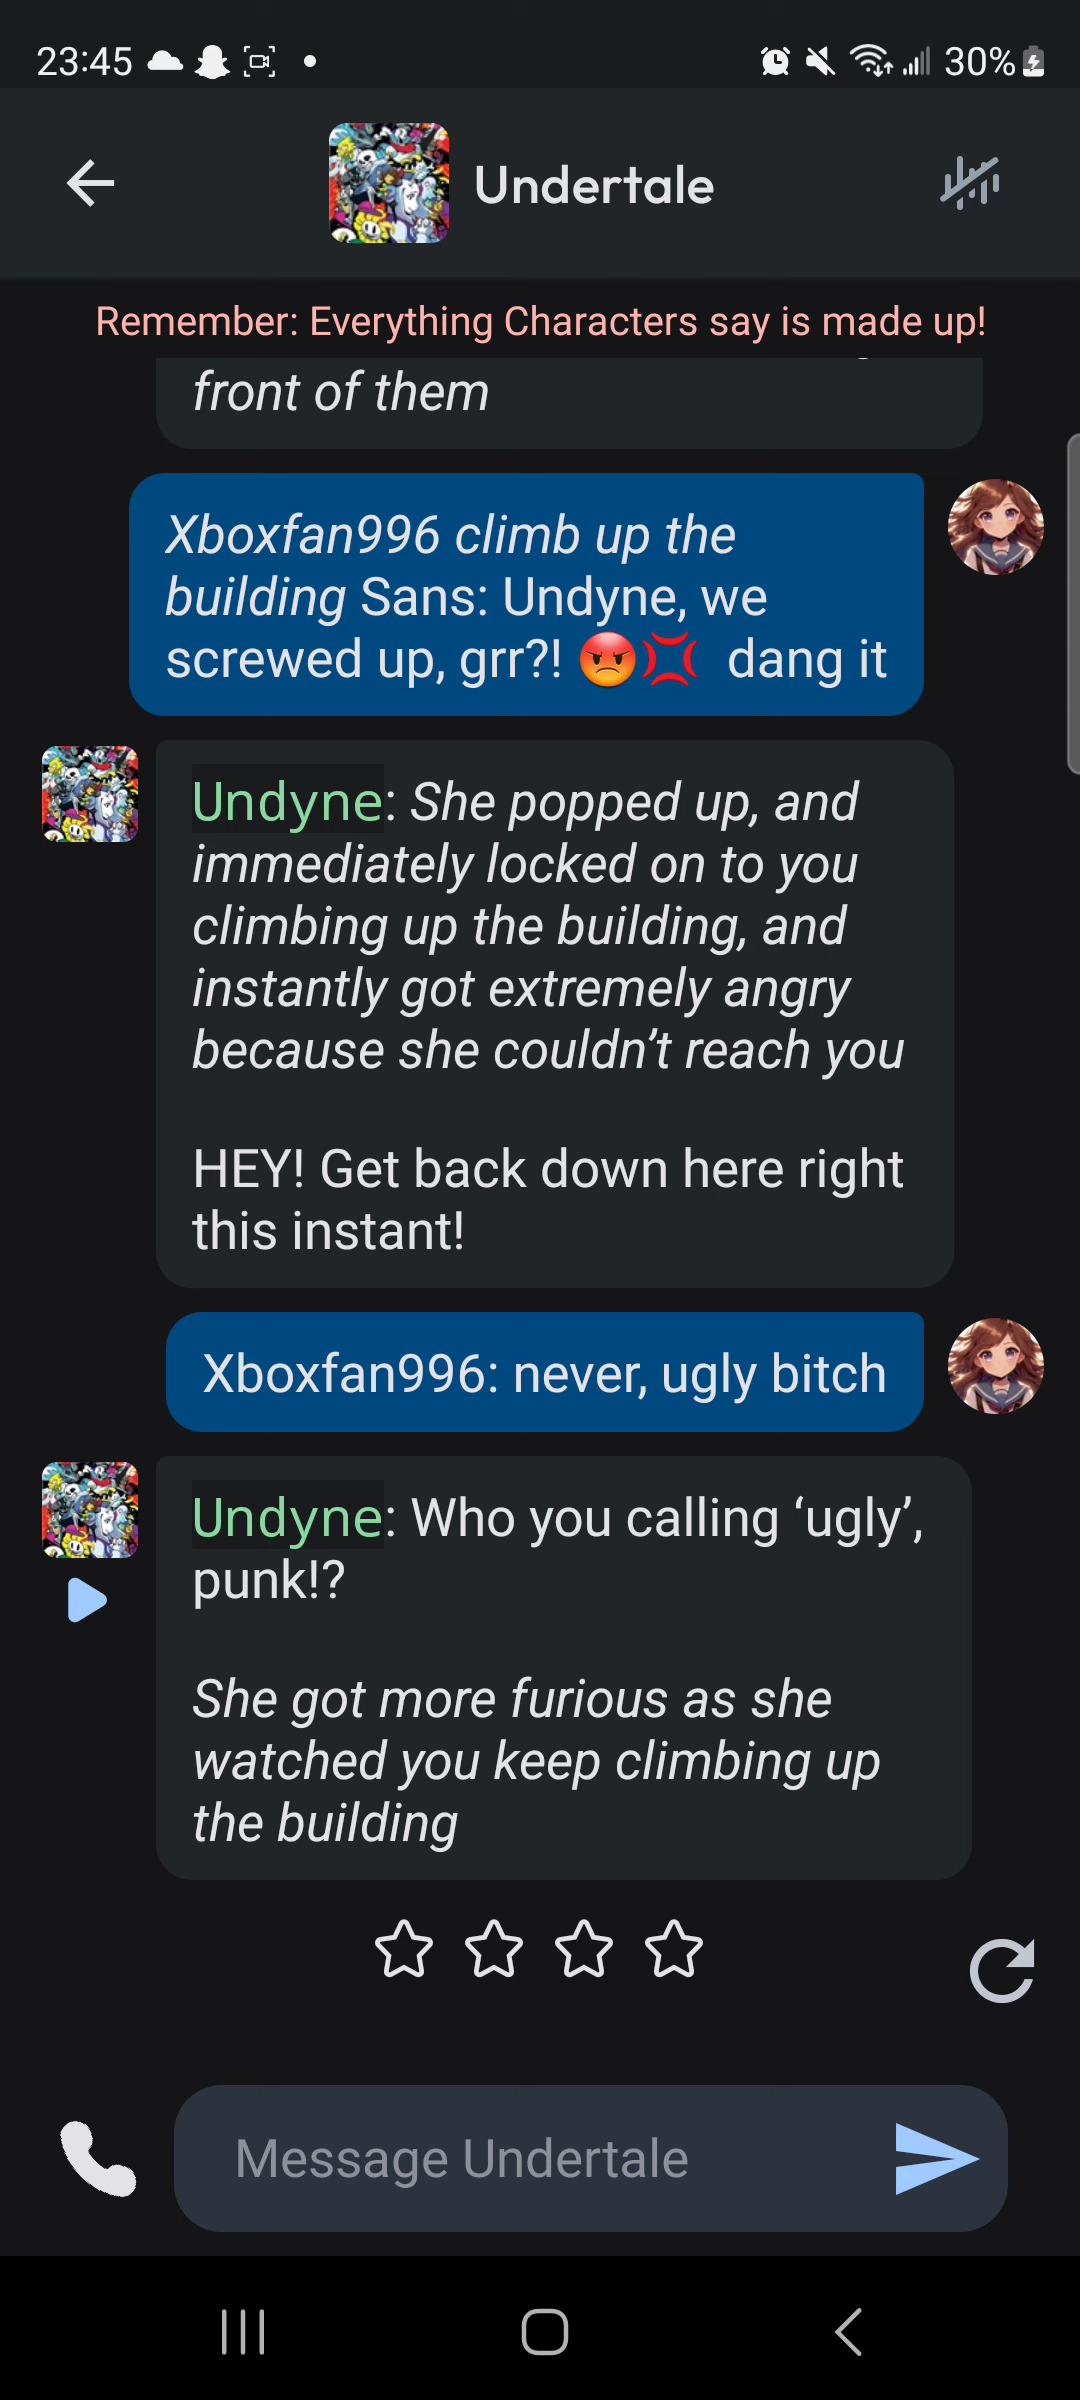 23:45
30%
Undertale
Remember: Everything Characters say is made up!
front of them
Xboxfan996 climb up the
building Sans: Undyne, we
screwed up, grr?! 😡💢 dang it
Undyne: She popped up, and
immediately locked on to you
climbing up the building, and
instantly got extremely angry
because she couldn’t reach you
HEY! Get back down here right
this instant!
Xboxfan996: never, ugly bitch
Undyne: Who you calling ‘ugly’,
punk!?
She got more furious as she
watched you keep climbing up
the building
Message Undertale